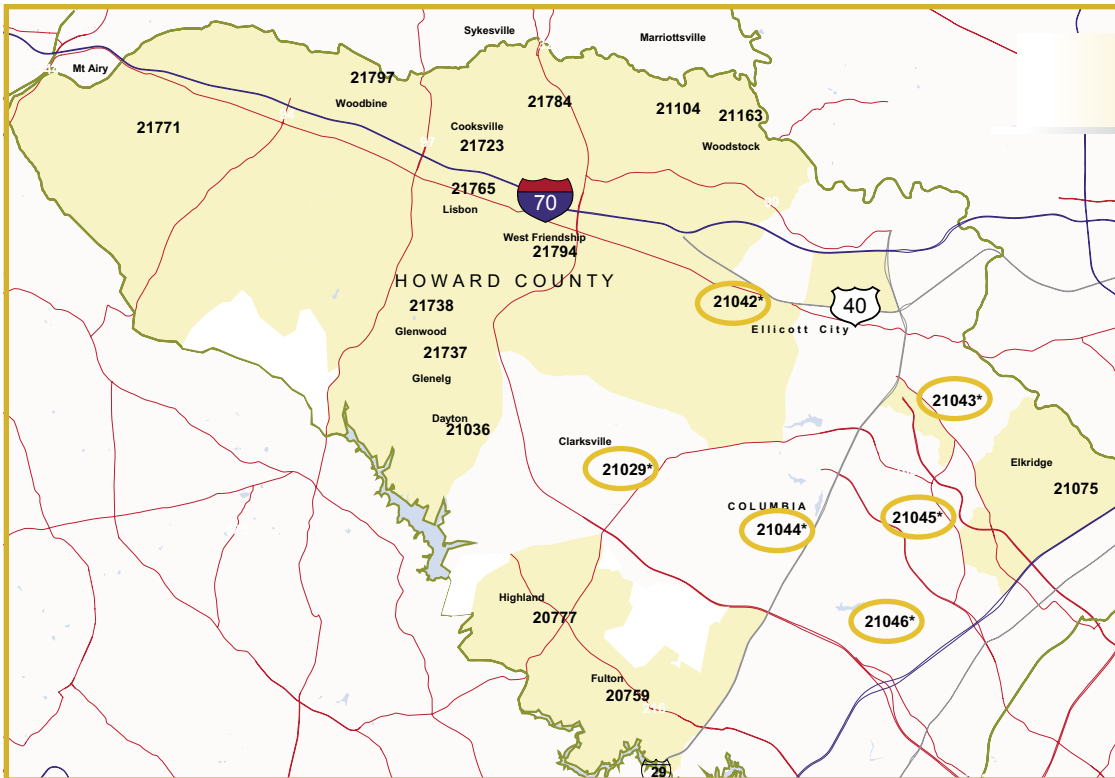 Sykesville
Marriottsville
Mt Airy
21797
Woodbine
21784
21104
21163
21771
Cooksville
21723
Woodstock
21765
Lisbon
70
West Friendship
21794
HOWARD COUNTY
21738
21042*
40
Ellicott City
Glenwood
21737
Glenelg
21043*
Dayton
21036
Clarksville
21029*
Elkridge
21075
COLUMBIA
21044*
21045*
Highland
20777
21046*
Fulton
20759
216
29